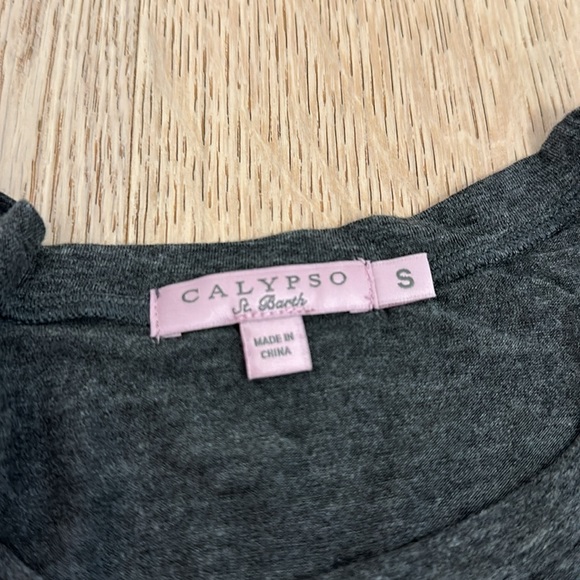 CALYPSO
St. Barth
S
MADE IN
CHINA